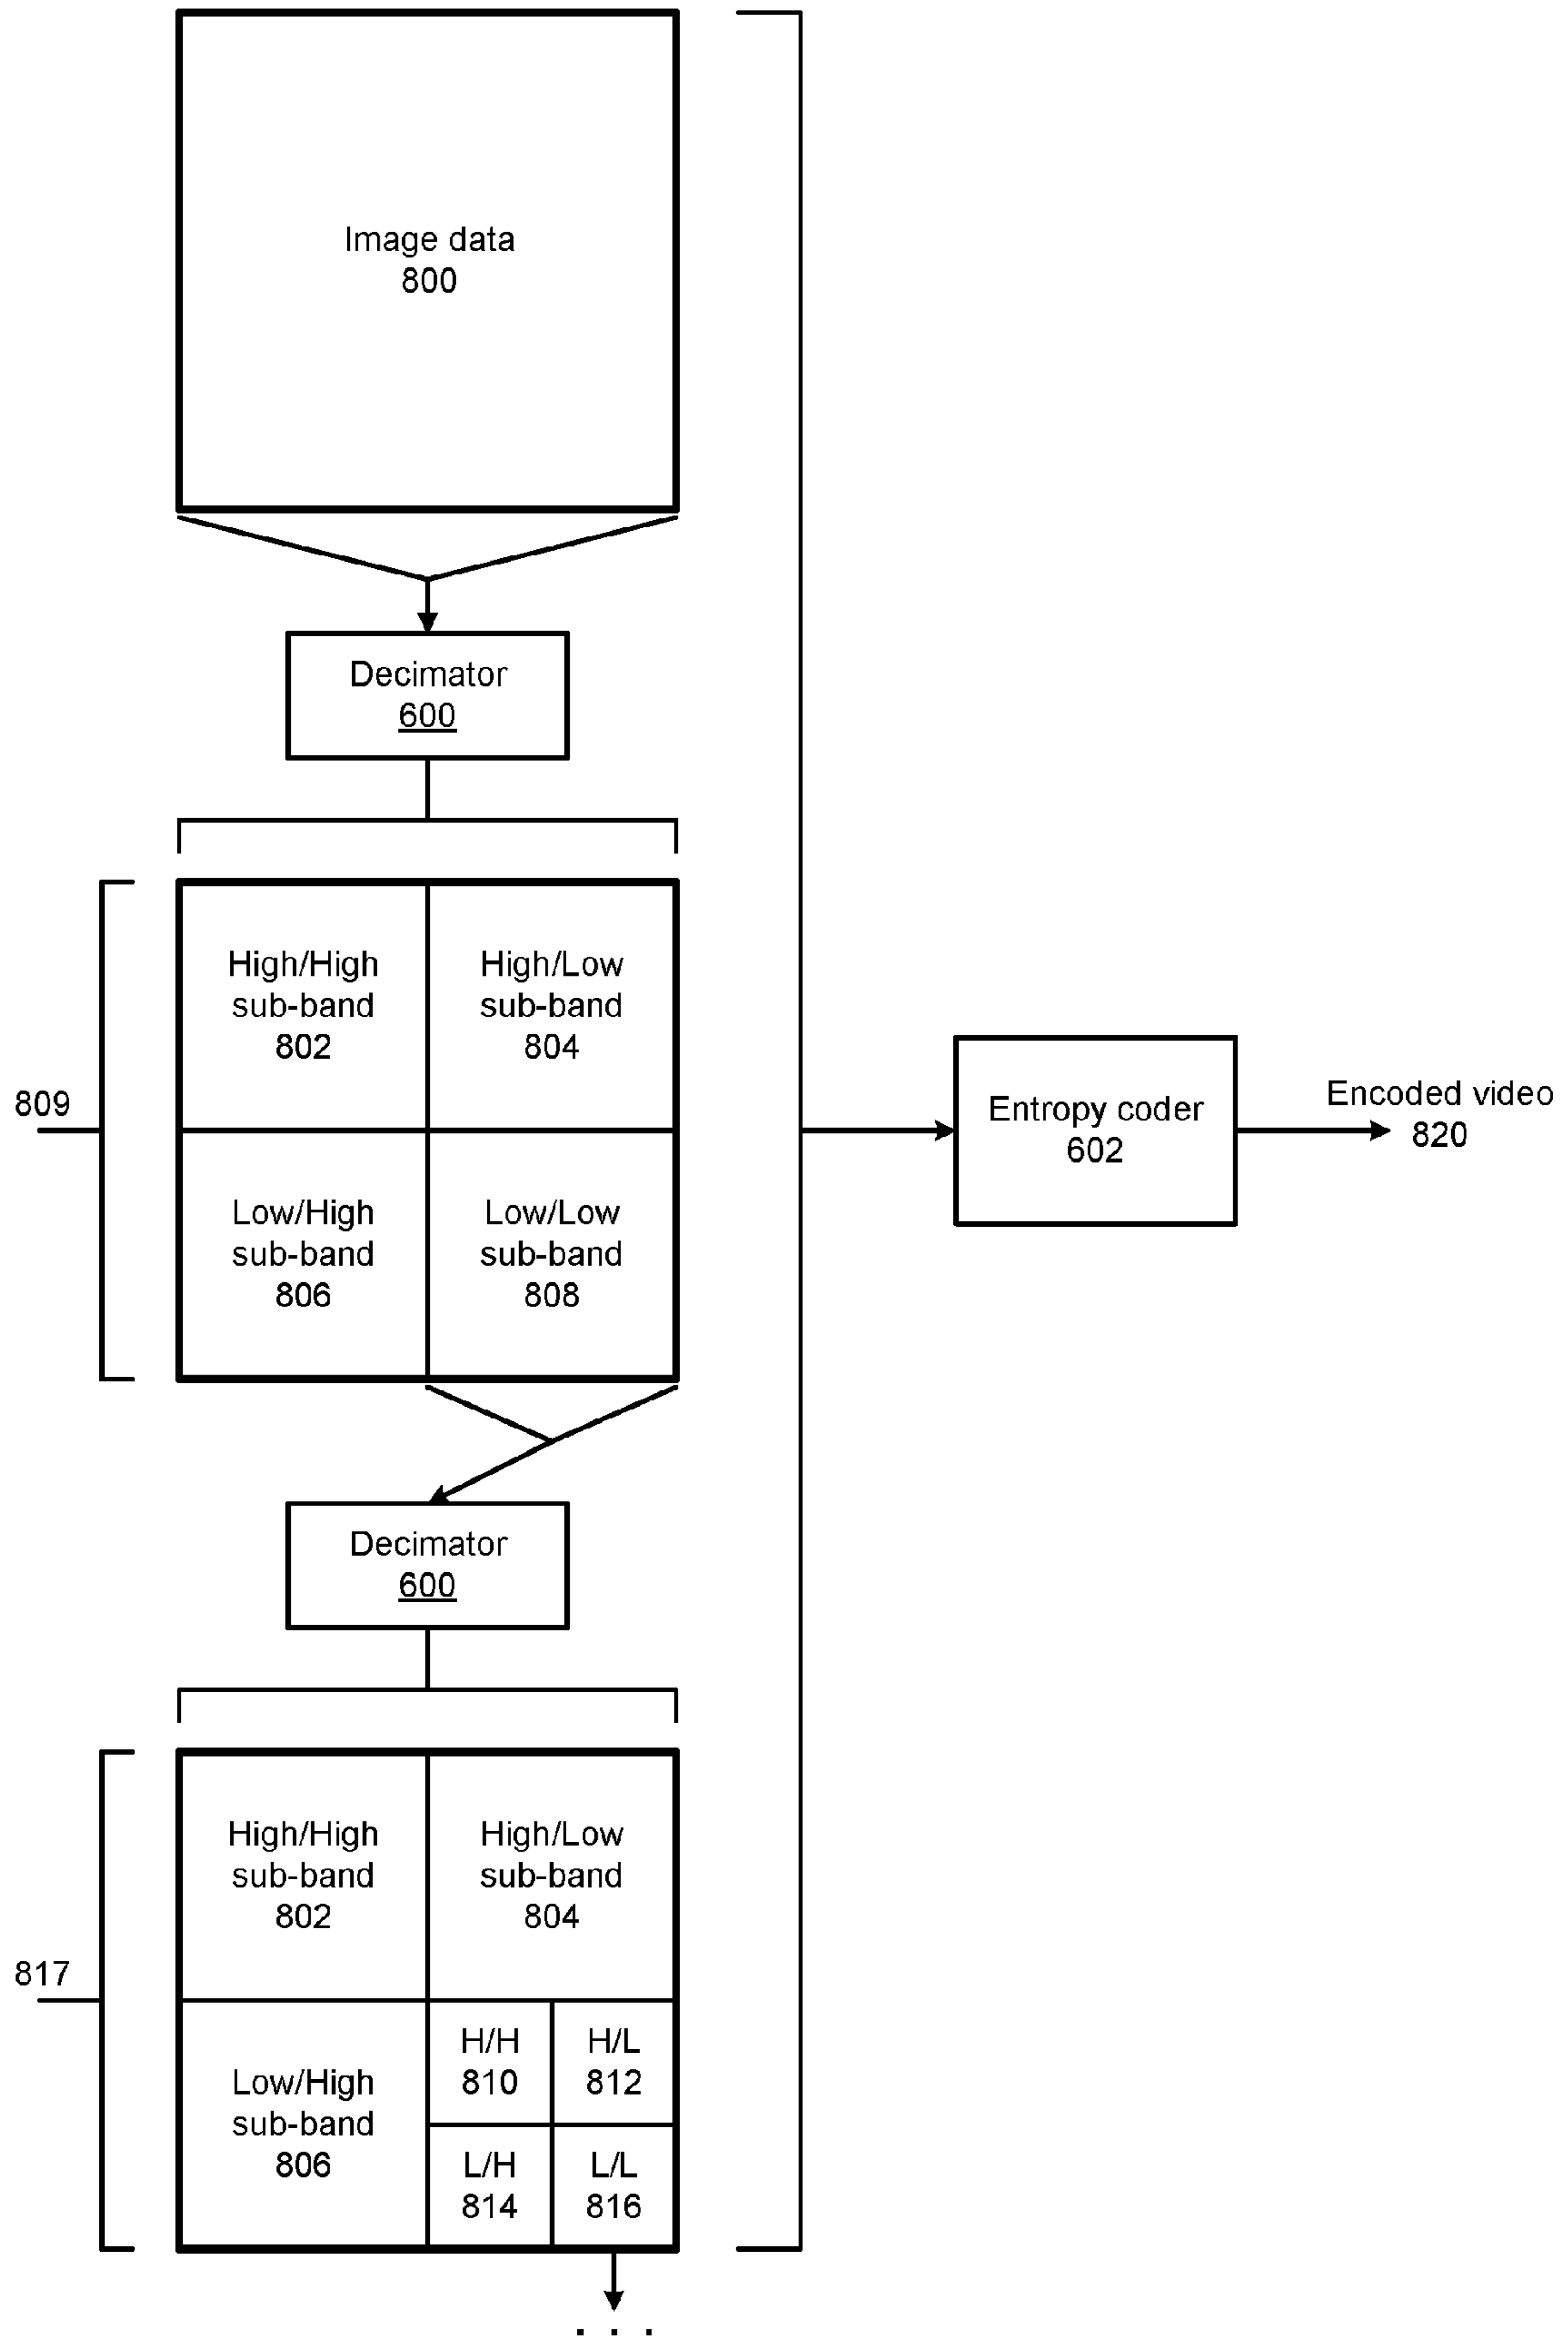 Image data
800
Decimator
600
High/High
sub-band
802
High/Low
sub-band
804
809
Low/High
sub-band
806
Low/Low
sub-band
808
Entropy coder
602
Encoded video
820
Decimator
600
High/High
sub-band
802
High/Low
sub-band
804
817
Low/High
sub-band
806
H/H
810
H/L
812
L/H
814
L/L
816
. . .